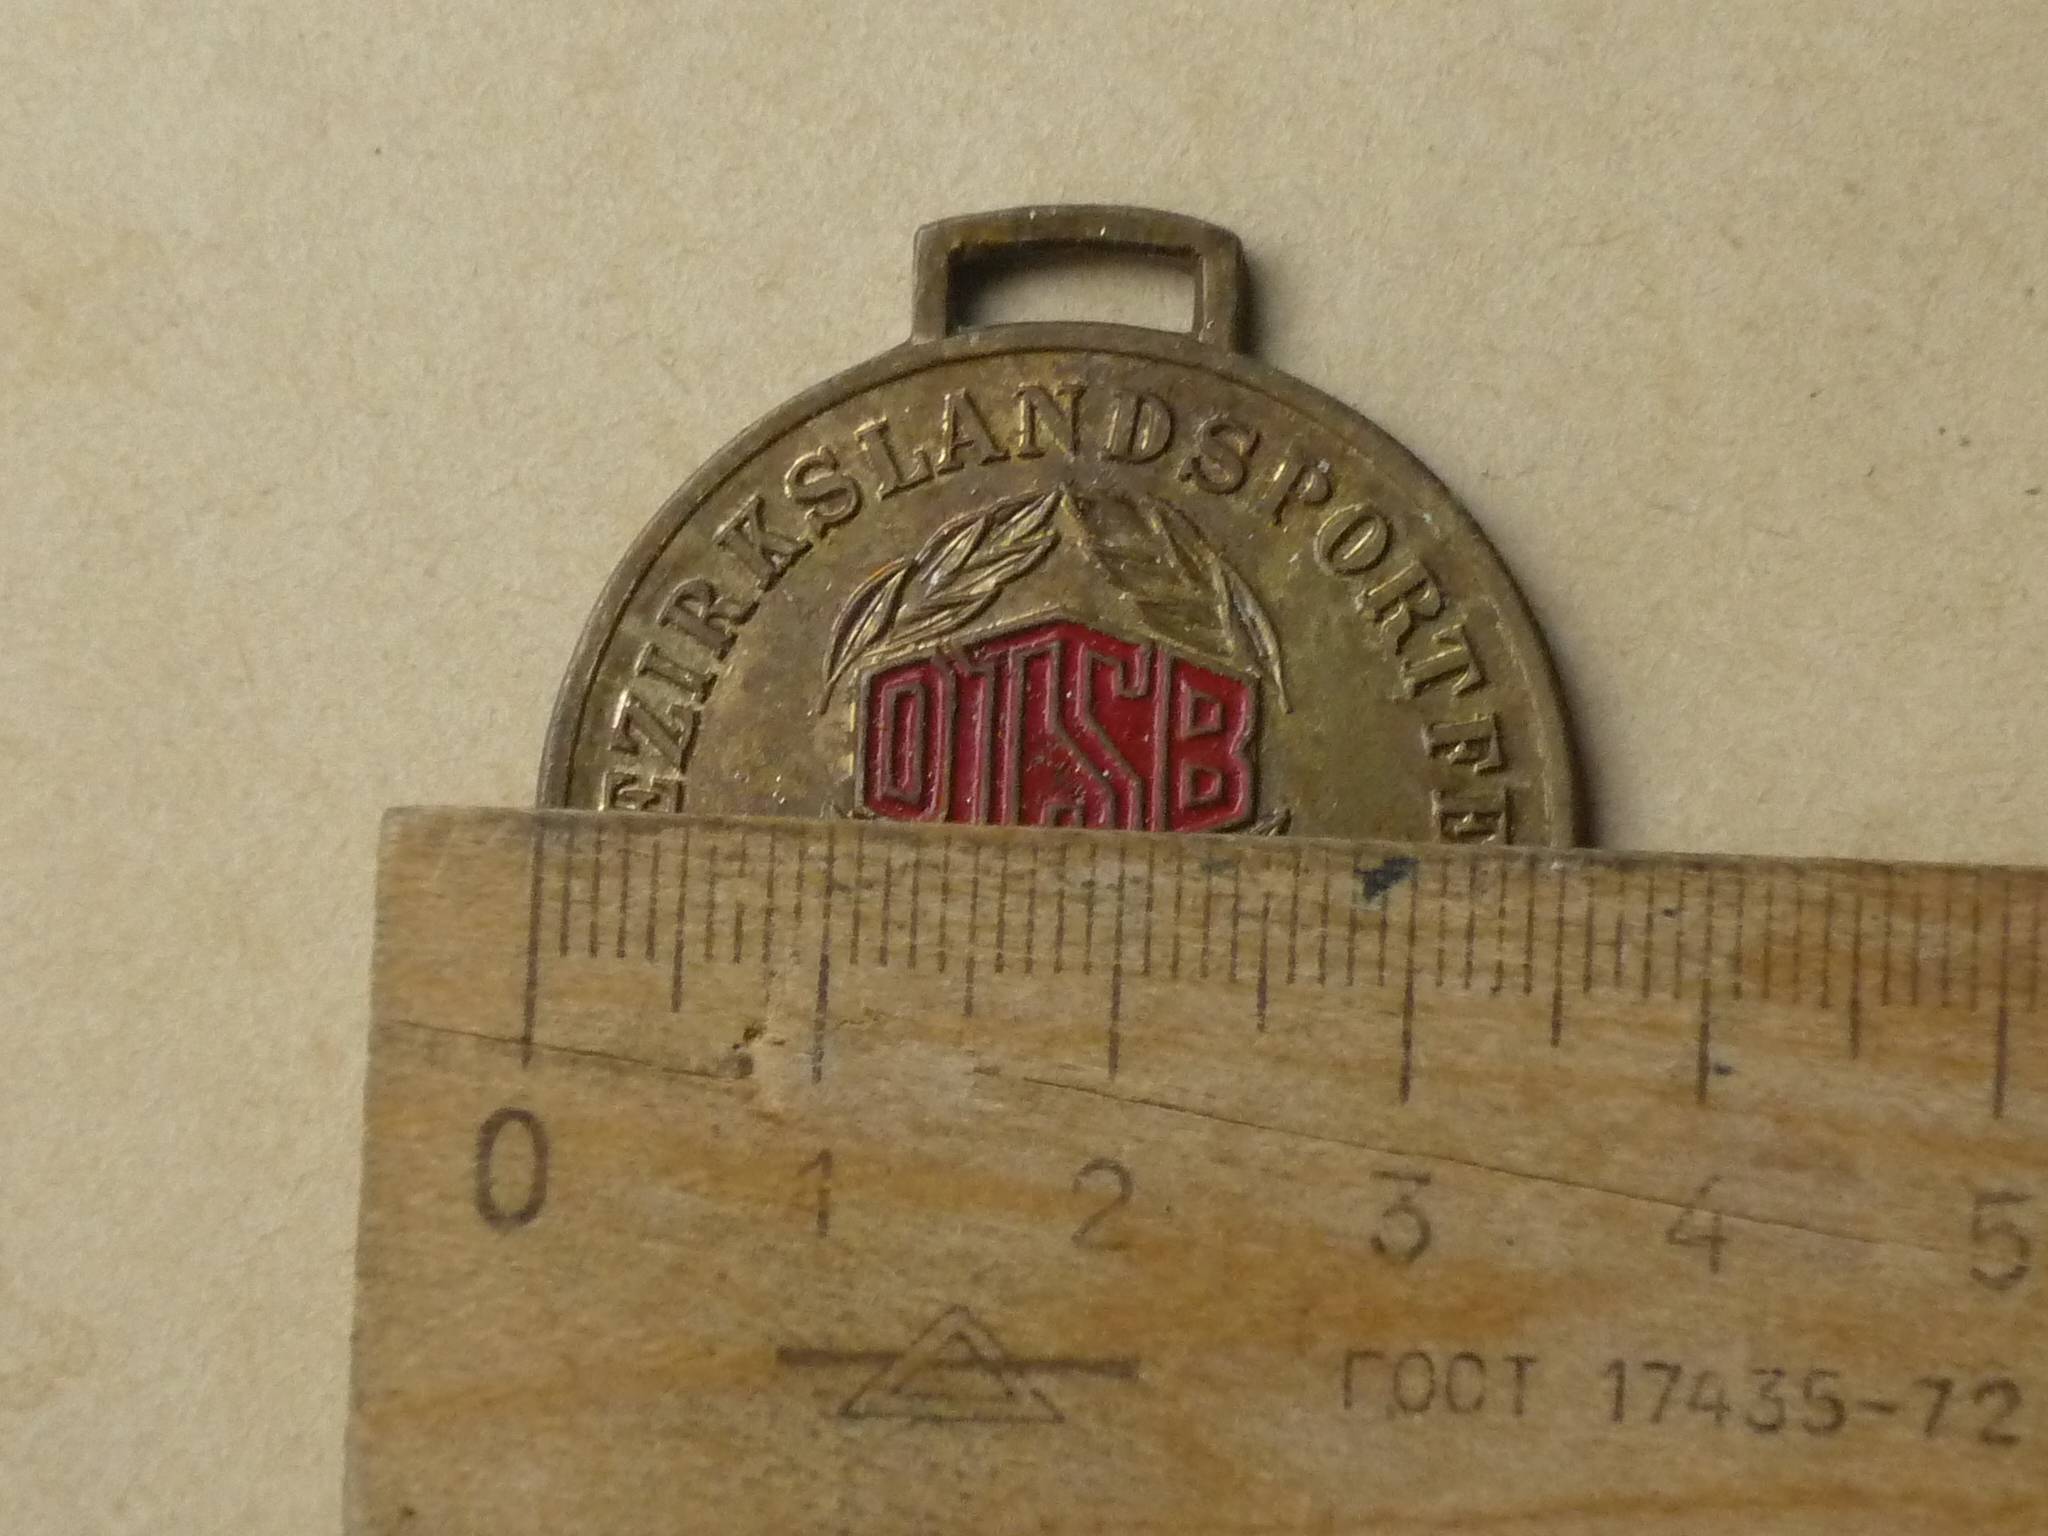 EZIRKSLANDSPORTFE
DTSB
0 1 2 3 4 5
ГОСТ 17435-72